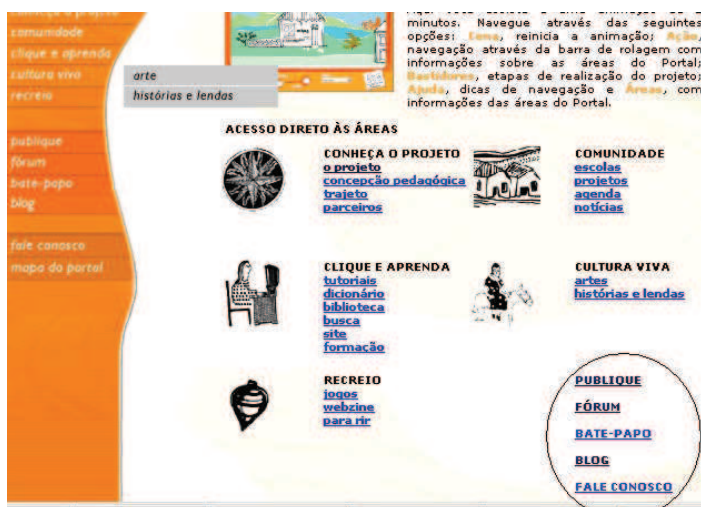 conheça o projeto
comunidade
clique e aprenda
cultura viva
recreio
publique
fórum
bate-papo
blog
fale conosco
mapa do portal
arte
histórias e lendas
minutos. Navegue através das seguintes
opções: Cena, reinicia a animação; Ação,
navegação através da barra de rolagem com
informações sobre as áreas do Portal;
Bastidores, etapas de realização do projeto;
Ajuda, dicas de navegação e Áreas, com
informações das áreas do Portal.
ACESSO DIRETO ÀS ÁREAS
CONHEÇA O PROJETO
o projeto
concepção pedagógica
trajeto
parceiros
COMUNIDADE
escolas
projetos
agenda
notícias
CLIQUE E APRENDA
tutoriais
dicionário
biblioteca
busca
site
formação
CULTURA VIVA
artes
histórias e lendas
RECREIO
jogos
webzine
para rir
PUBLIQUE
FÓRUM
BATE-PAPO
BLOG
FALE CONOSCO